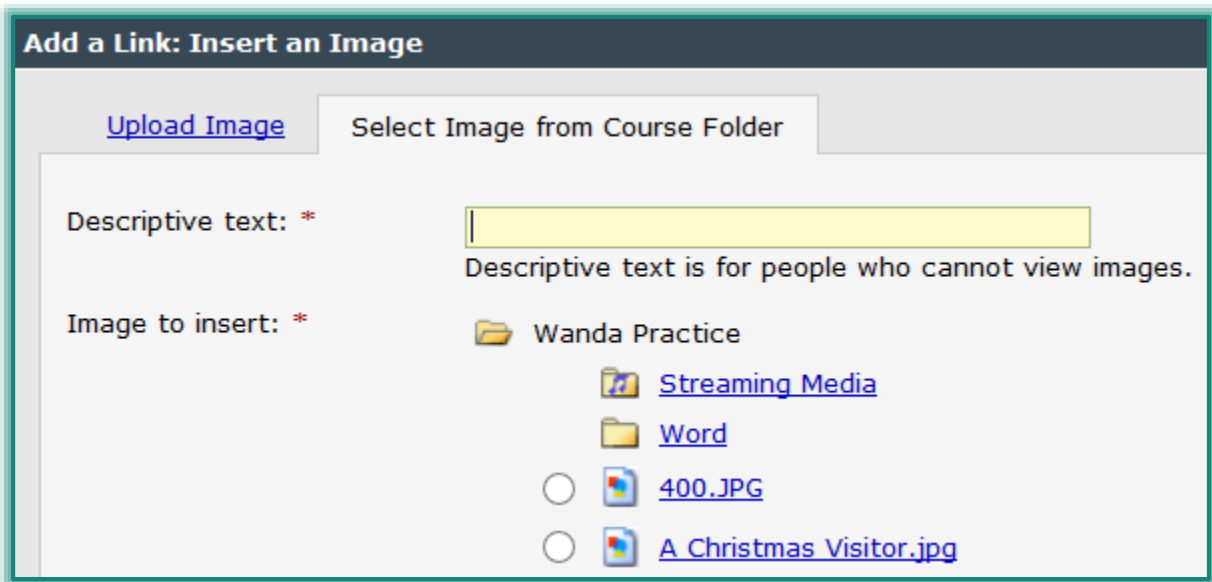 Add a Link: Insert an Image
Upload Image
Select Image from Course Folder
Descriptive text: *
Descriptive text is for people who cannot view images.
Image to insert: *
Wanda Practice
Streaming Media
Word
400.JPG
A Christmas Visitor.jpg